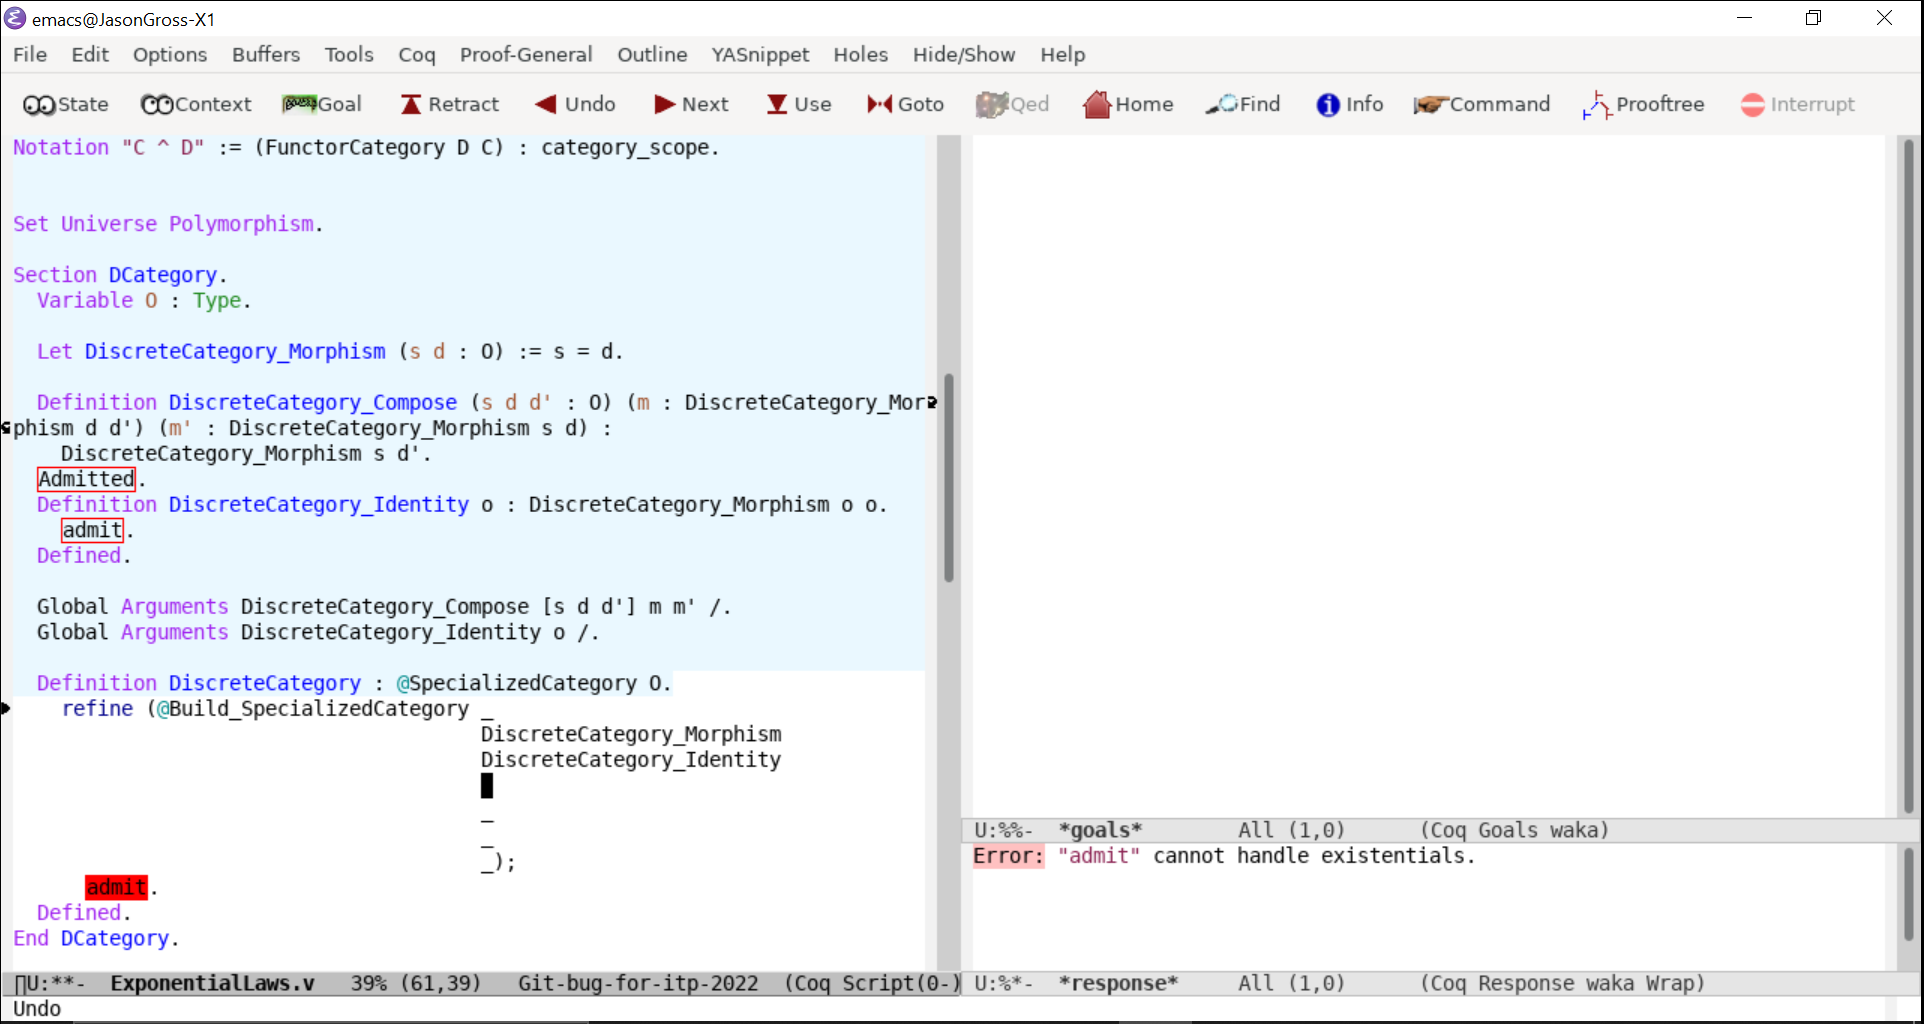 emacs@JasonGross-X1
File Edit Options Buffers Tools Coq Proof-General Outline YASnippet Holes Hide/Show Help
State Context Goal Retract Undo Next Use Goto Qed Home Find Info Command Prooftree Interrupt
Notation "C ^ D" := (FunctorCategory D C) : category_scope.
Set Universe Polymorphism.
Section DCategory.
Variable O : Type.
Let DiscreteCategory_Morphism (s d : O) := s = d.
Definition DiscreteCategory_Compose (s d d' : O) (m : DiscreteCategory_Mor
phism d d') (m' : DiscreteCategory_Morphism s d) :
DiscreteCategory_Morphism s d'.
Admitted.
Definition DiscreteCategory_Identity o : DiscreteCategory_Morphism o o.
admit.
Defined.
Global Arguments DiscreteCategory_Compose [s d d'] m m' /.
Global Arguments DiscreteCategory_Identity o /.
Definition DiscreteCategory : @SpecializedCategory O.
refine (@Build_SpecializedCategory _
DiscreteCategory_Morphism
DiscreteCategory_Identity
_
_
_);
admit.
Defined.
End DCategory.
U:**- ExponentialLaws.v 39% (61,39) Git-bug-for-itp-2022 (Coq Script(0-)
Undo
U:%%- *goals* All (1,0) (Coq Goals waka)
Error: "admit" cannot handle existentials.
U:%*- *response* All (1,0) (Coq Response waka Wrap)